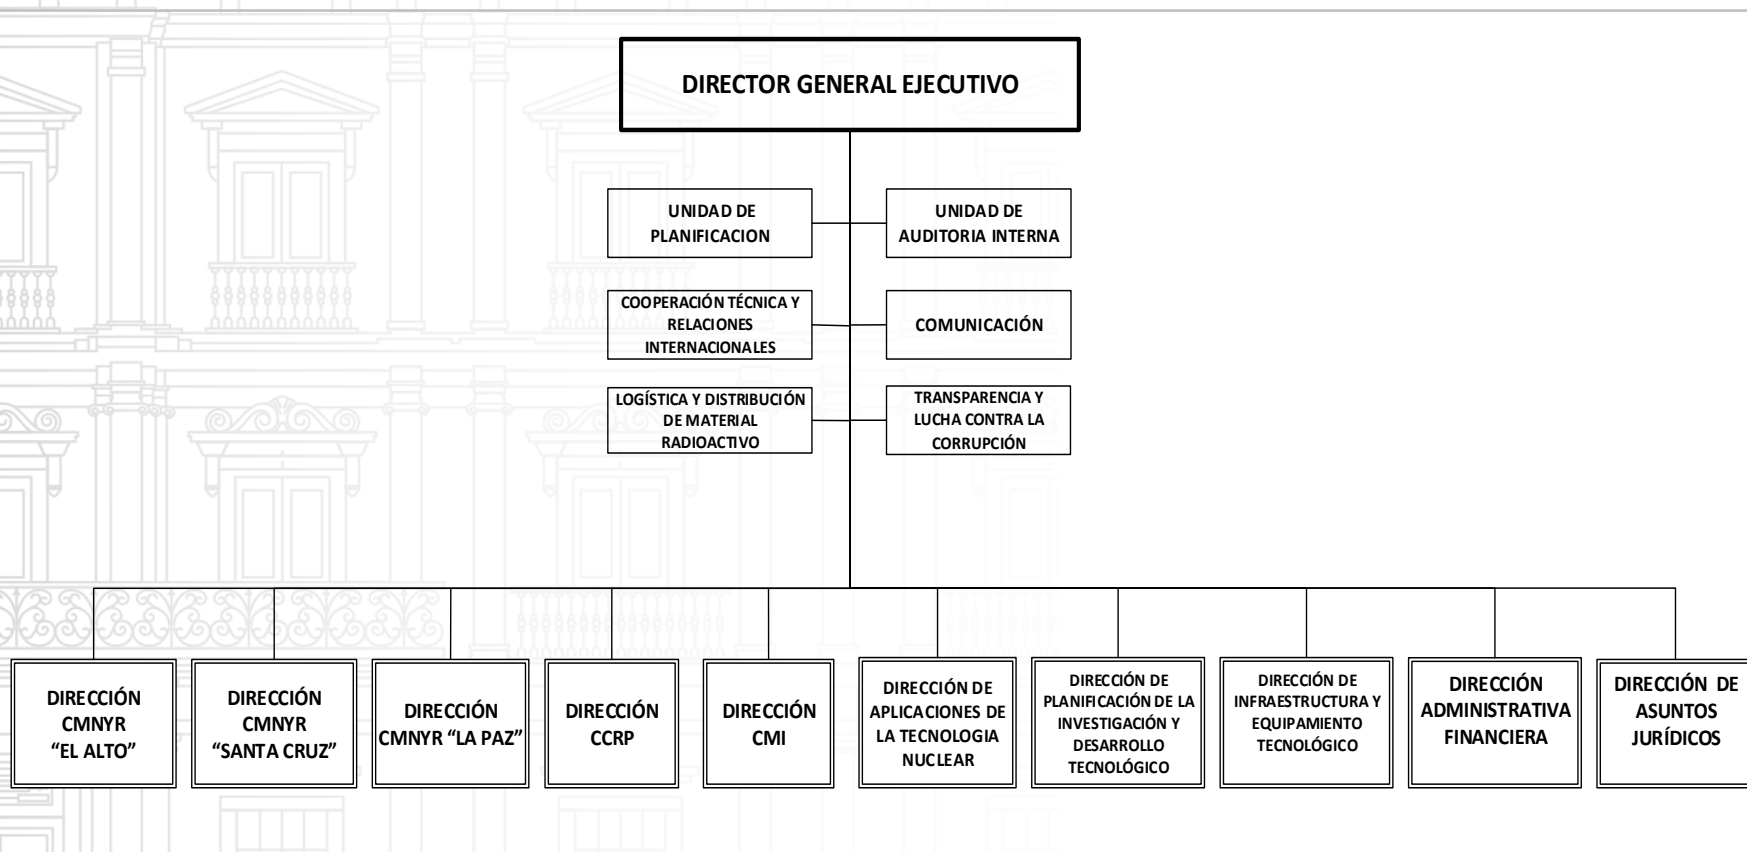 DIRECTOR GENERAL EJECUTIVO
UNIDAD DE
PLANIFICACION
UNIDAD DE
AUDITORIA INTERNA
COOPERACIÓN TÉCNICA Y
RELACIONES
INTERNACIONALES
COMUNICACIÓN
LOGÍSTICA Y DISTRIBUCIÓN
DE MATERIAL
RADIOACTIVO
TRANSPARENCIA Y
LUCHA CONTRA LA
CORRUPCIÓN
DIRECCIÓN
CMNYR
“EL ALTO”
DIRECCIÓN
CMNYR
“SANTA CRUZ”
DIRECCIÓN
CMNYR “LA PAZ”
DIRECCIÓN
CCRP
DIRECCIÓN
CMI
DIRECCIÓN DE
APLICACIONES DE
LA TECNOLOGIA
NUCLEAR
DIRECCIÓN DE
PLANIFICACIÓN DE LA
INVESTIGACIÓN Y
DESARROLLO
TECNOLÓGICO
DIRECCIÓN DE
INFRAESTRUCTURA Y
EQUIPAMIENTO
TECNOLÓGICO
DIRECCIÓN
ADMINISTRATIVA
FINANCIERA
DIRECCIÓN DE
ASUNTOS
JURÍDICOS